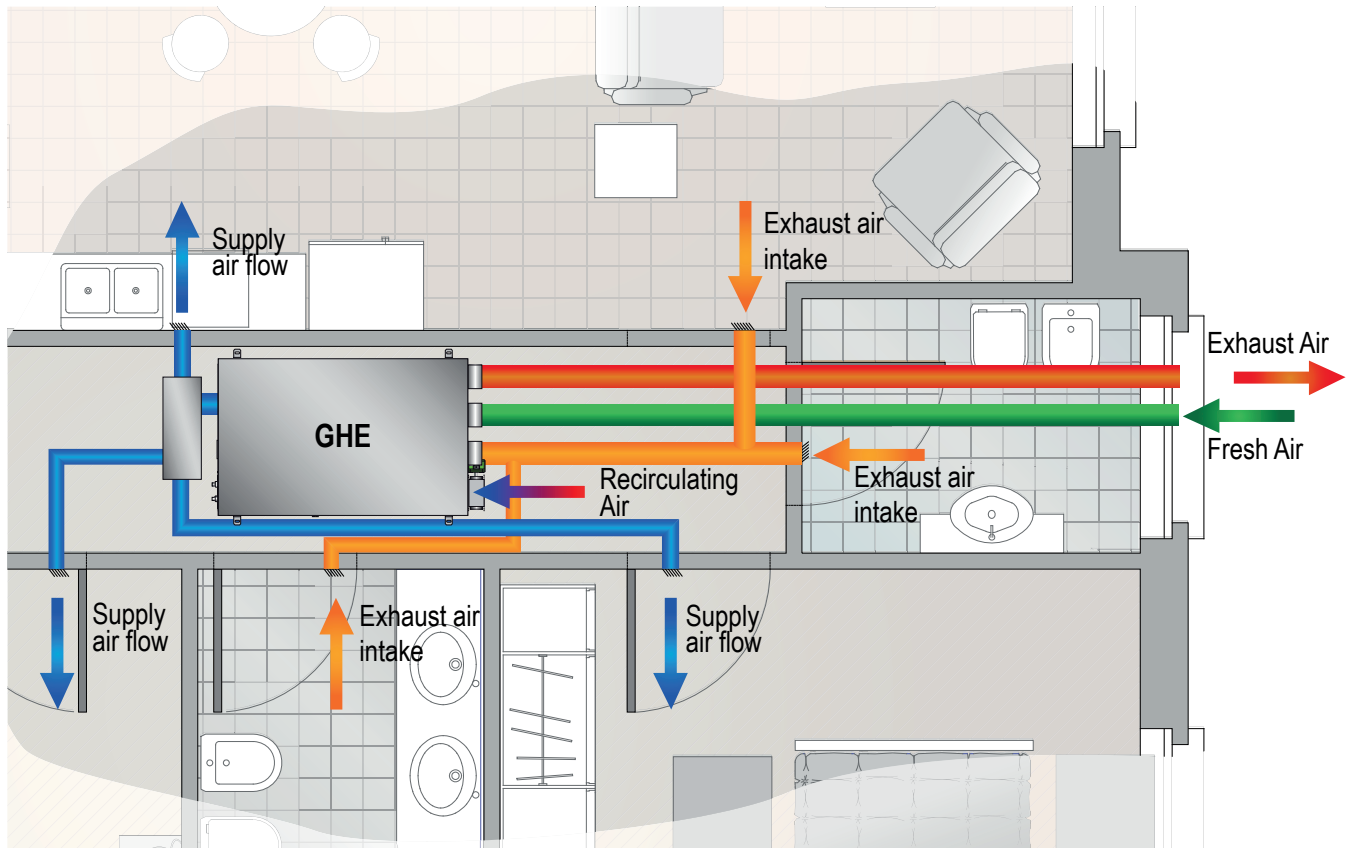 Supply
air flow
Exhaust air
intake
Exhaust Air
GHE
Fresh Air
Recirculating
Air
Exhaust air
intake
Supply
air flow
Exhaust air
intake
Supply
air flow